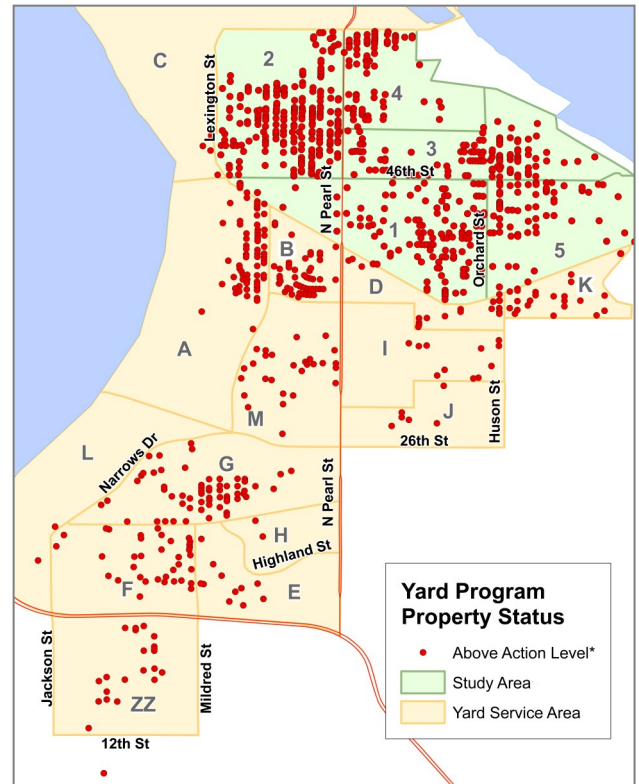 C
2
Lexington St
4
3
46th St
N Pearl St
1
Orchard St
5
B
D
K
A
I
M
J
Huson St
26th St
L
Narrows Dr
G
N Pearl St
H
Highland St
F
E
Jackson St
Mildred St
ZZ
12th St
Yard Program
Property Status
Above Action Level*
Study Area
Yard Service Area